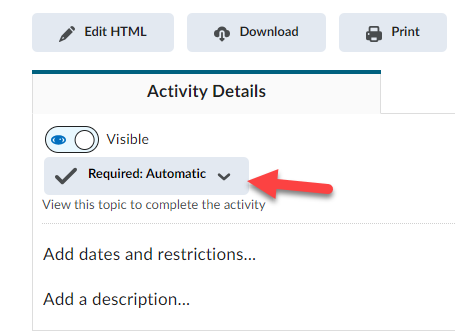 Edit HTML
Download
Print
Activity Details
Visible
Required: Automatic
View this topic to complete the activity
Add dates and restrictions...
Add a description...